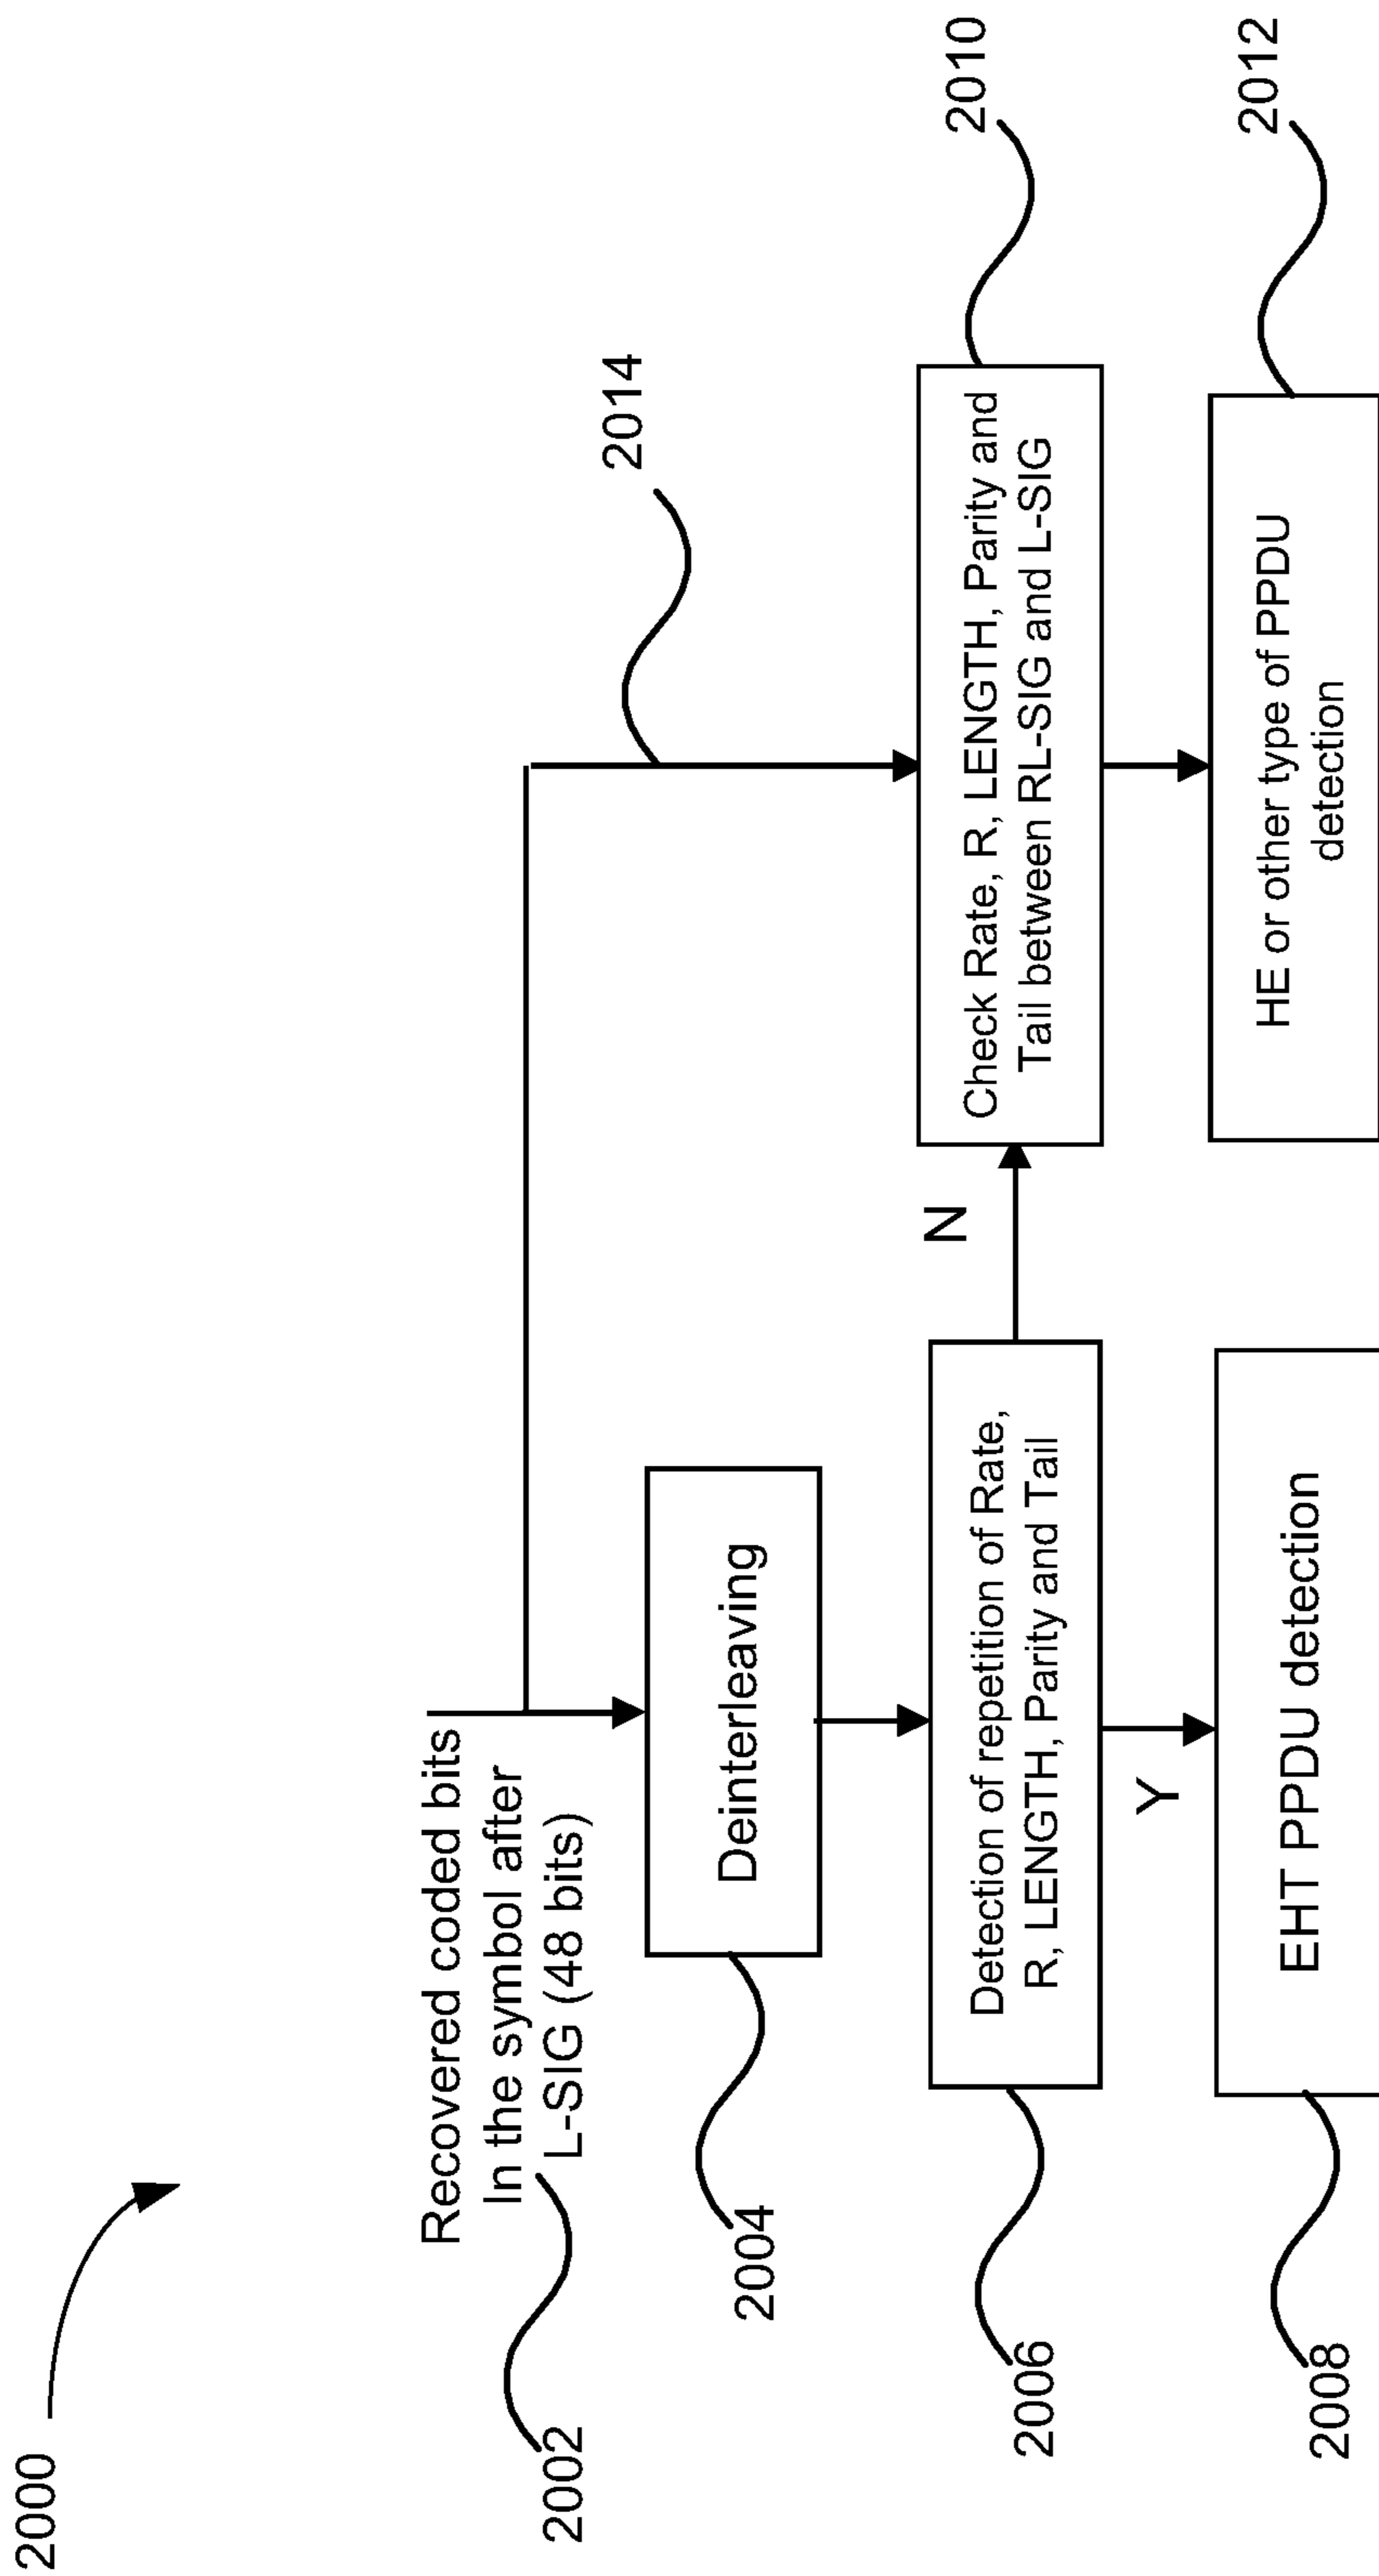 2000
Recovered coded bits
In the symbol after
L-SIG (48 bits)
2002
2014
Deinterleaving
2004
Detection of repetition of Rate,
R, LENGTH, Parity and Tail
2006
N
Check Rate, R, LENGTH, Parity and
Tail between RL-SIG and L-SIG
2010
Y
EHT PPDU detection
2008
HE or other type of PPDU
detection
2012